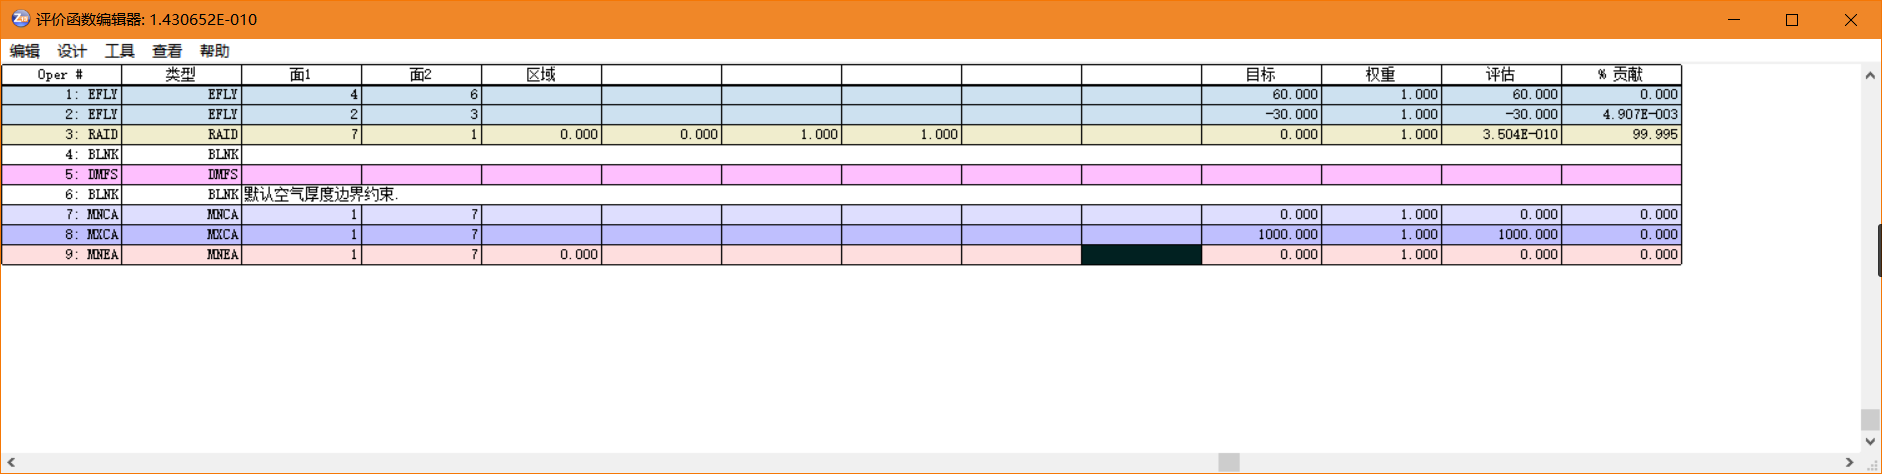 评价函数编辑器: 1.430652E-010
编辑 设计 工具 查看 帮助
Oper # 类型 面1 面2 区域 目标 权重 评估 % 贡献
1: EFLY EFLY 4 6 60.000 1.000 60.000 0.000
2: EFLY EFLY 2 3 -30.000 1.000 -30.000 4.907E-003
3: RAID RAID 7 1 0.000 0.000 1.000 1.000 0.000 1.000 3.504E-010 99.995
4: BLNK BLNK
5: DMFS DMFS
6: BLNK BLNK 默认空气厚度边界约束.
7: MNCA MNCA 1 7 0.000 1.000 0.000 0.000
8: MXCA MXCA 1 7 1000.000 1.000 1000.000 0.000
9: MNEA MNEA 1 7 0.000 0.000 1.000 0.000 0.000